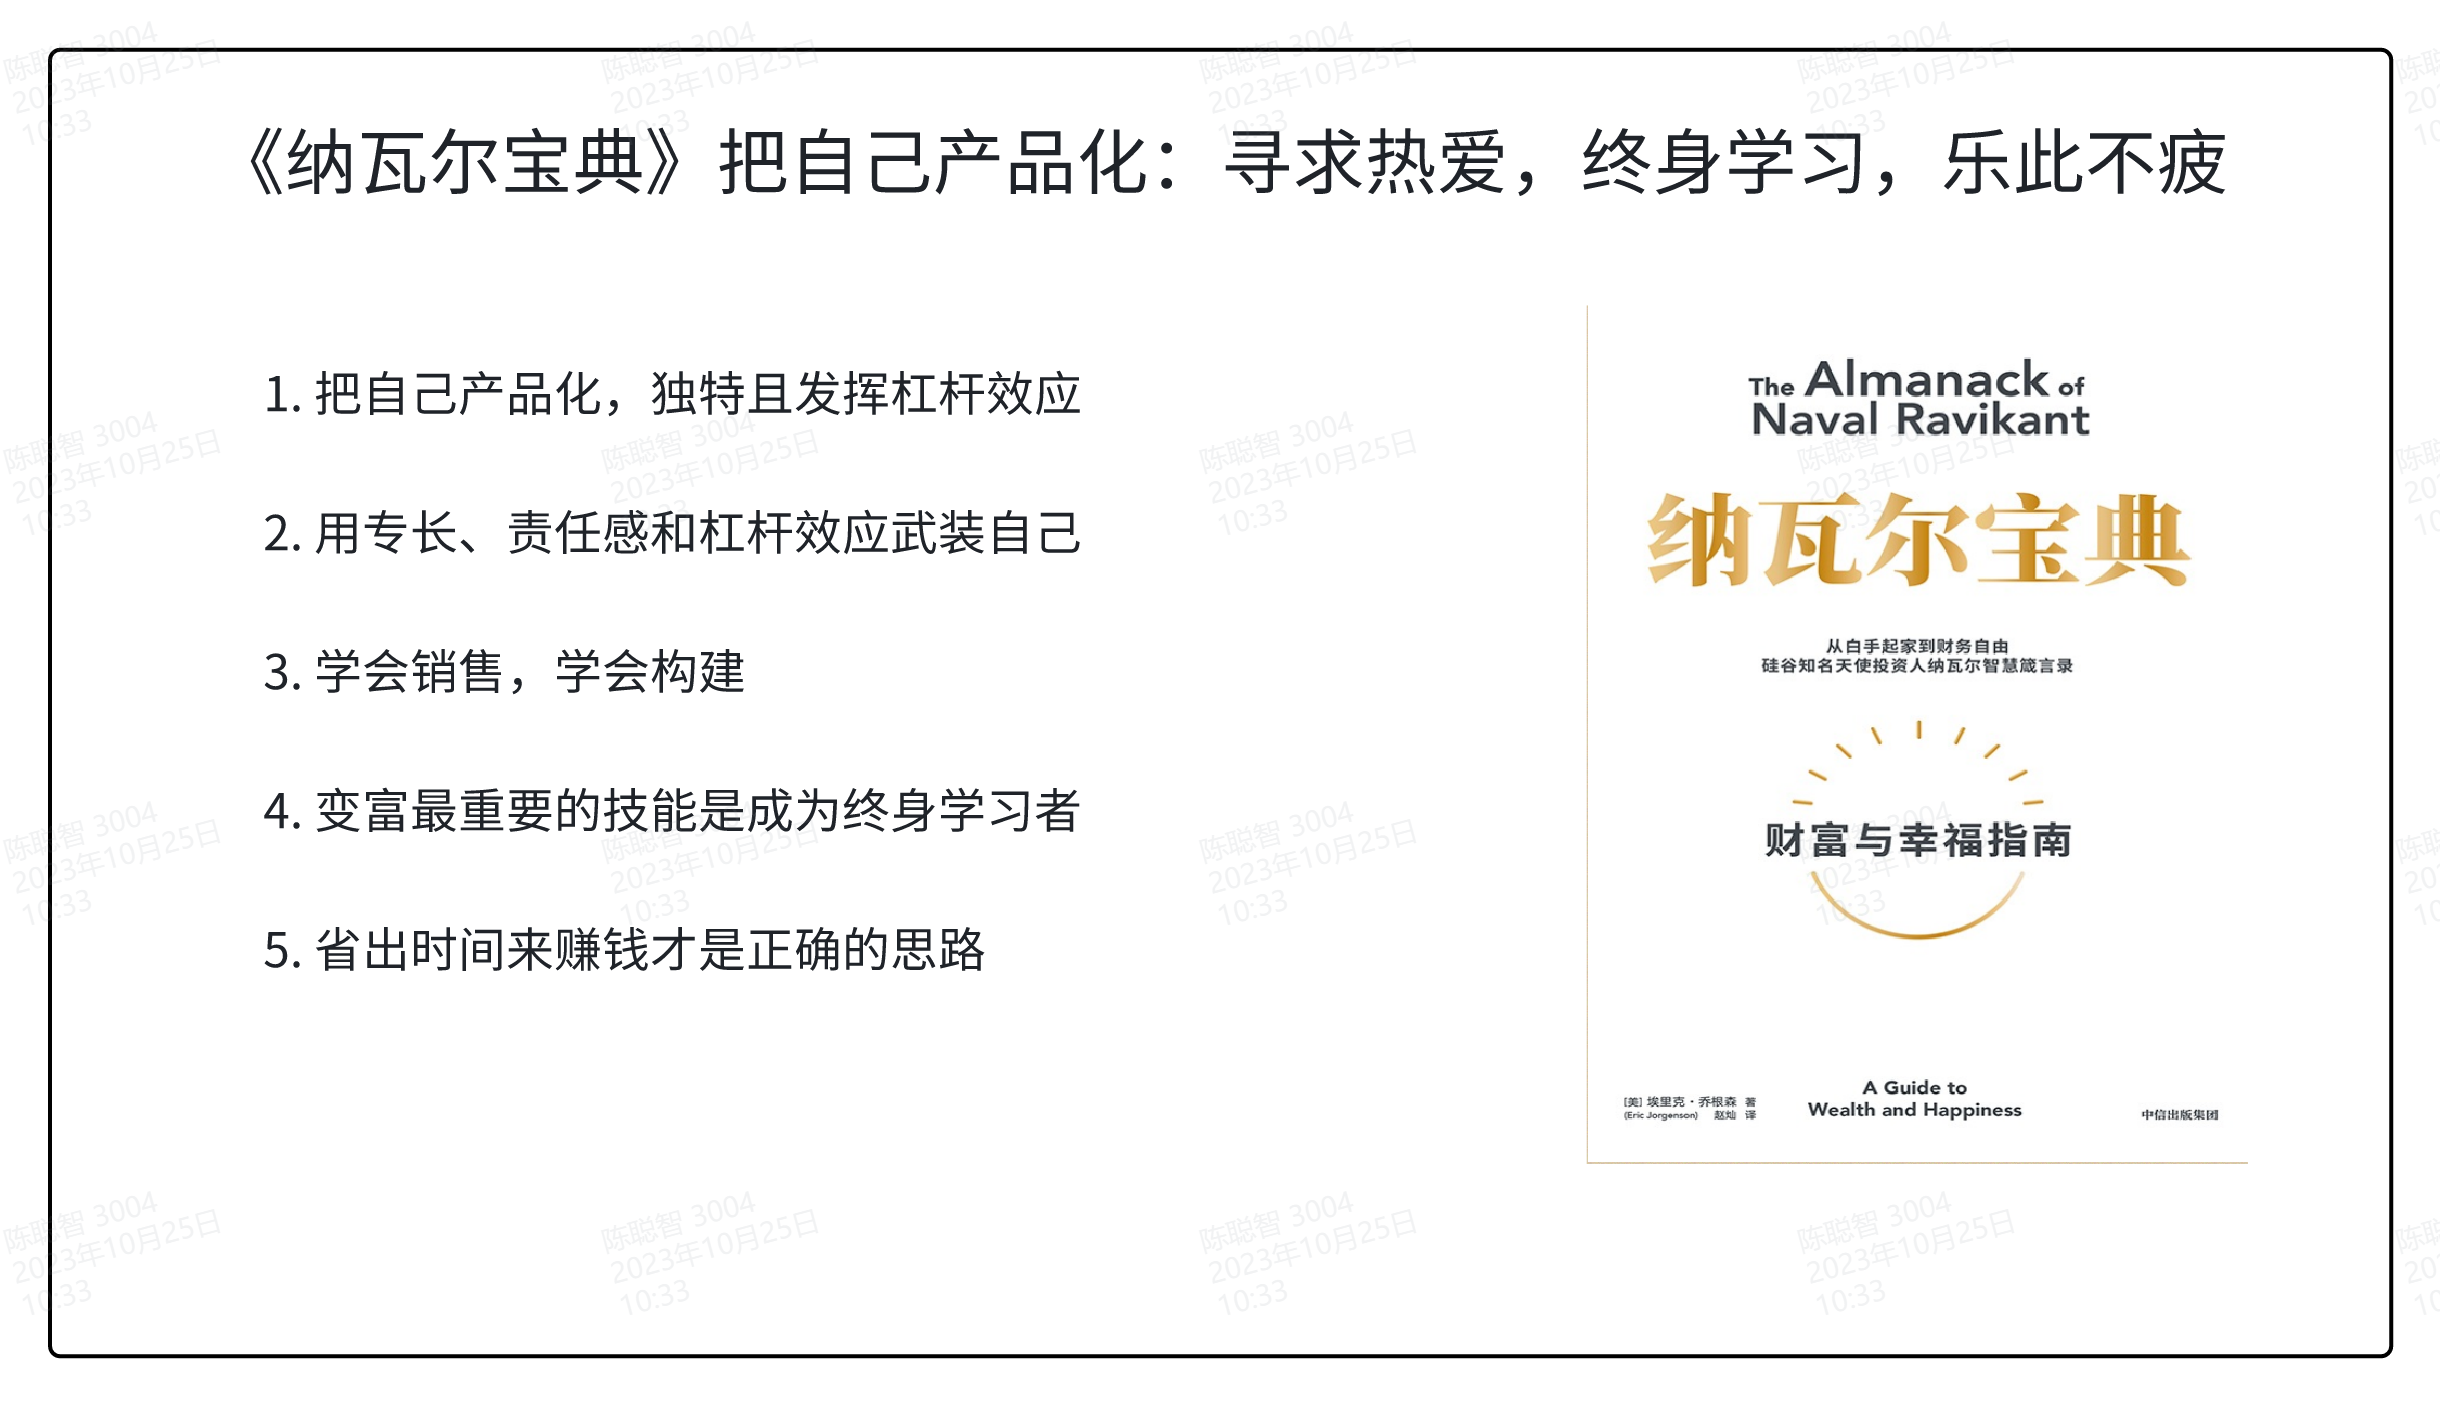 《纳瓦尔宝典》把自己产品化：寻求热爱，终身学习，乐此不疲
1. 把自己产品化，独特且发挥杠杆效应
2. 用专长、责任感和杠杆效应武装自己
3. 学会销售，学会构建
4. 变富最重要的技能是成为终身学习者
5. 省出时间来赚钱才是正确的思路
The Almanack of
Naval Ravikant
纳瓦尔宝典
从白手起家到财务自由
硅谷知名天使投资人纳瓦尔智慧箴言录
财富与幸福指南
A Guide to
Wealth and Happiness
[美] 埃里克·乔根森 著
(Eric Jorgenson) 赵灿 译
中信出版集团
陈聪智 3004
2023年10月25日
10:33